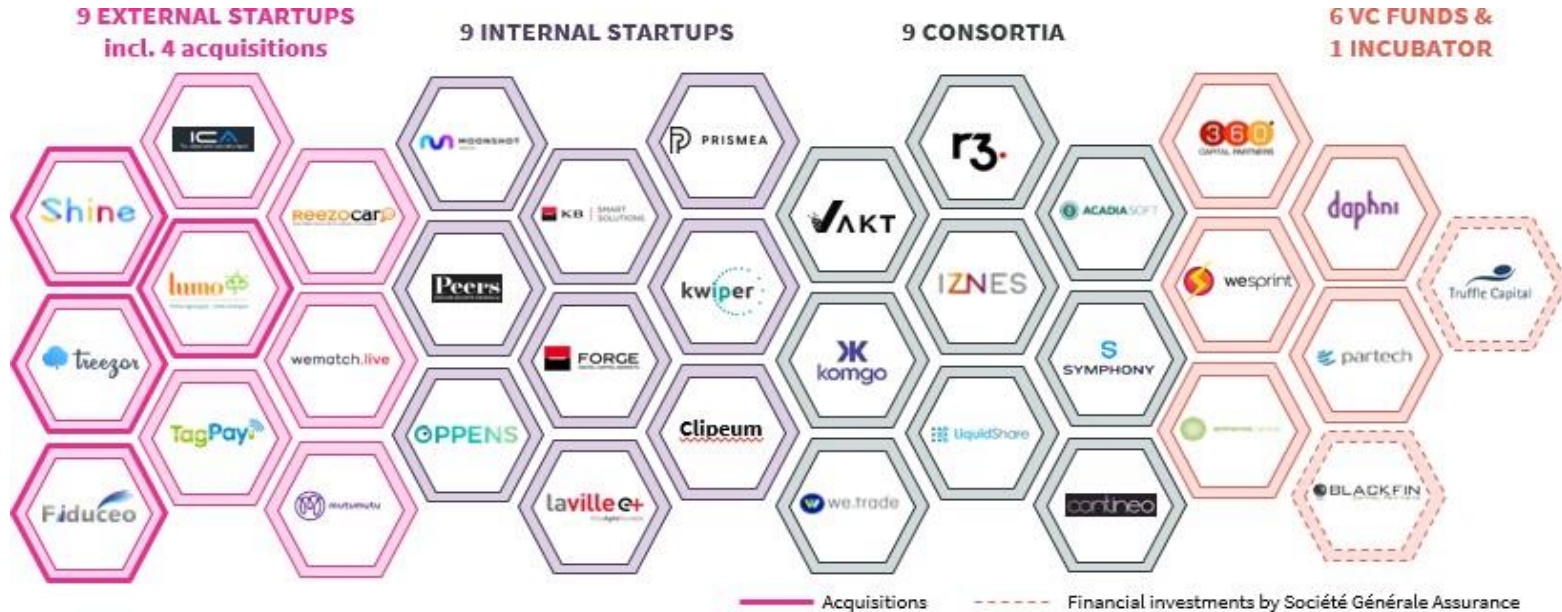 9 EXTERNAL STARTUPS
incl. 4 acquisitions
9 INTERNAL STARTUPS
9 CONSORTIA
6 VC FUNDS &
1 INCUBATOR
ICA
Shine
Reezocar
lumo
treezor
wematch.live
TagPay
Fiduceo
mutumutu
MOONSHOT
PRISMEA
KB
SMART
SOLUTIONS
Peers
kwiper
FORGE
OPPENS
Clipeum
laville e+
r3.
VAKT
ACADIASOFT
IZNES
komgo
SYMPHONY
LiquidShare
we.trade
contineo
360
CAPITAL PARTNERS
daphni
wesprint
Truffle Capital
partech
BLACKFIN
Acquisitions
Financial investments by Société Générale Assurance